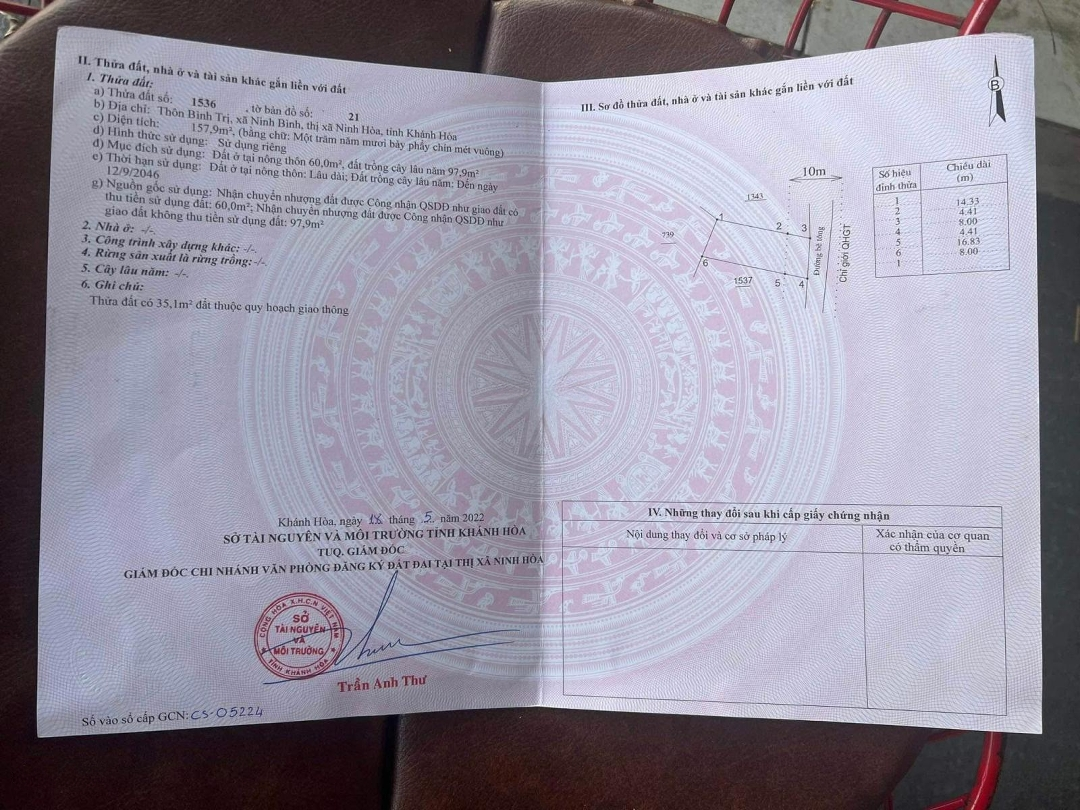 II. Thửa đất, nhà ở và tài sản khác gắn liền với đất
1. Thửa đất:
a) Thửa đất số: 1536 , tờ bản đồ số: 21
b) Địa chỉ: Thôn Bình Trị, xã Ninh Bình, thị xã Ninh Hòa, tỉnh Khánh Hòa
c) Diện tích: 157,9m², (bằng chữ: Một trăm năm mươi bảy phẩy chín mét vuông)
d) Hình thức sử dụng: Sử dụng riêng
đ) Mục đích sử dụng: Đất ở tại nông thôn 60,0m², đất trồng cây lâu năm 97,9m²
e) Thời hạn sử dụng: Đất ở tại nông thôn: Lâu dài; Đất trồng cây lâu năm: Đến ngày
12/9/2046
g) Nguồn gốc sử dụng: Nhận chuyển nhượng đất được Công nhận QSDĐ như giao đất có
thu tiền sử dụng đất: 60,0m²; Nhận chuyển nhượng đất được Công nhận QSDĐ như
giao đất không thu tiền sử dụng đất: 97,9m²
2. Nhà ở: -/-.
3. Công trình xây dựng khác: -/-.
4. Rừng sản xuất là rừng trồng:-/-.
5. Cây lâu năm: -/-.
6. Ghi chú:
Thửa đất có 35,1m² đất thuộc quy hoạch giao thông
Khánh Hòa, ngày 18 tháng 5 năm 2022
SỞ TÀI NGUYÊN VÀ MÔI TRƯỜNG TỈNH KHÁNH HÒA
TUQ. GIÁM ĐỐC
GIÁM ĐỐC CHI NHÁNH VĂN PHÒNG ĐĂNG KÝ ĐẤT ĐAI TẠI THỊ XÃ NINH HÒA
CỘNG HÒA X.H.C.N VIỆT NAM
SỞ
TÀI NGUYÊN
VÀ
MÔI TRƯỜNG
TỈNH KHÁNH HÒA
Trần Anh Thư
Số vào sổ cấp GCN: CS-05224
III. Sơ đồ thửa đất, nhà ở và tài sản khác gắn liền với đất
B
10m
1343
1
2
3
739
6
1537
5
4
Đường bê tông
Chỉ giới QHGT
Số hiệu đỉnh thửa
Chiều dài (m)
1
14.33
2
4.41
3
8.00
4
4.41
5
16.83
6
8.00
1
IV. Những thay đổi sau khi cấp giấy chứng nhận
Nội dung thay đổi và cơ sở pháp lý
Xác nhận của cơ quan
có thẩm quyền